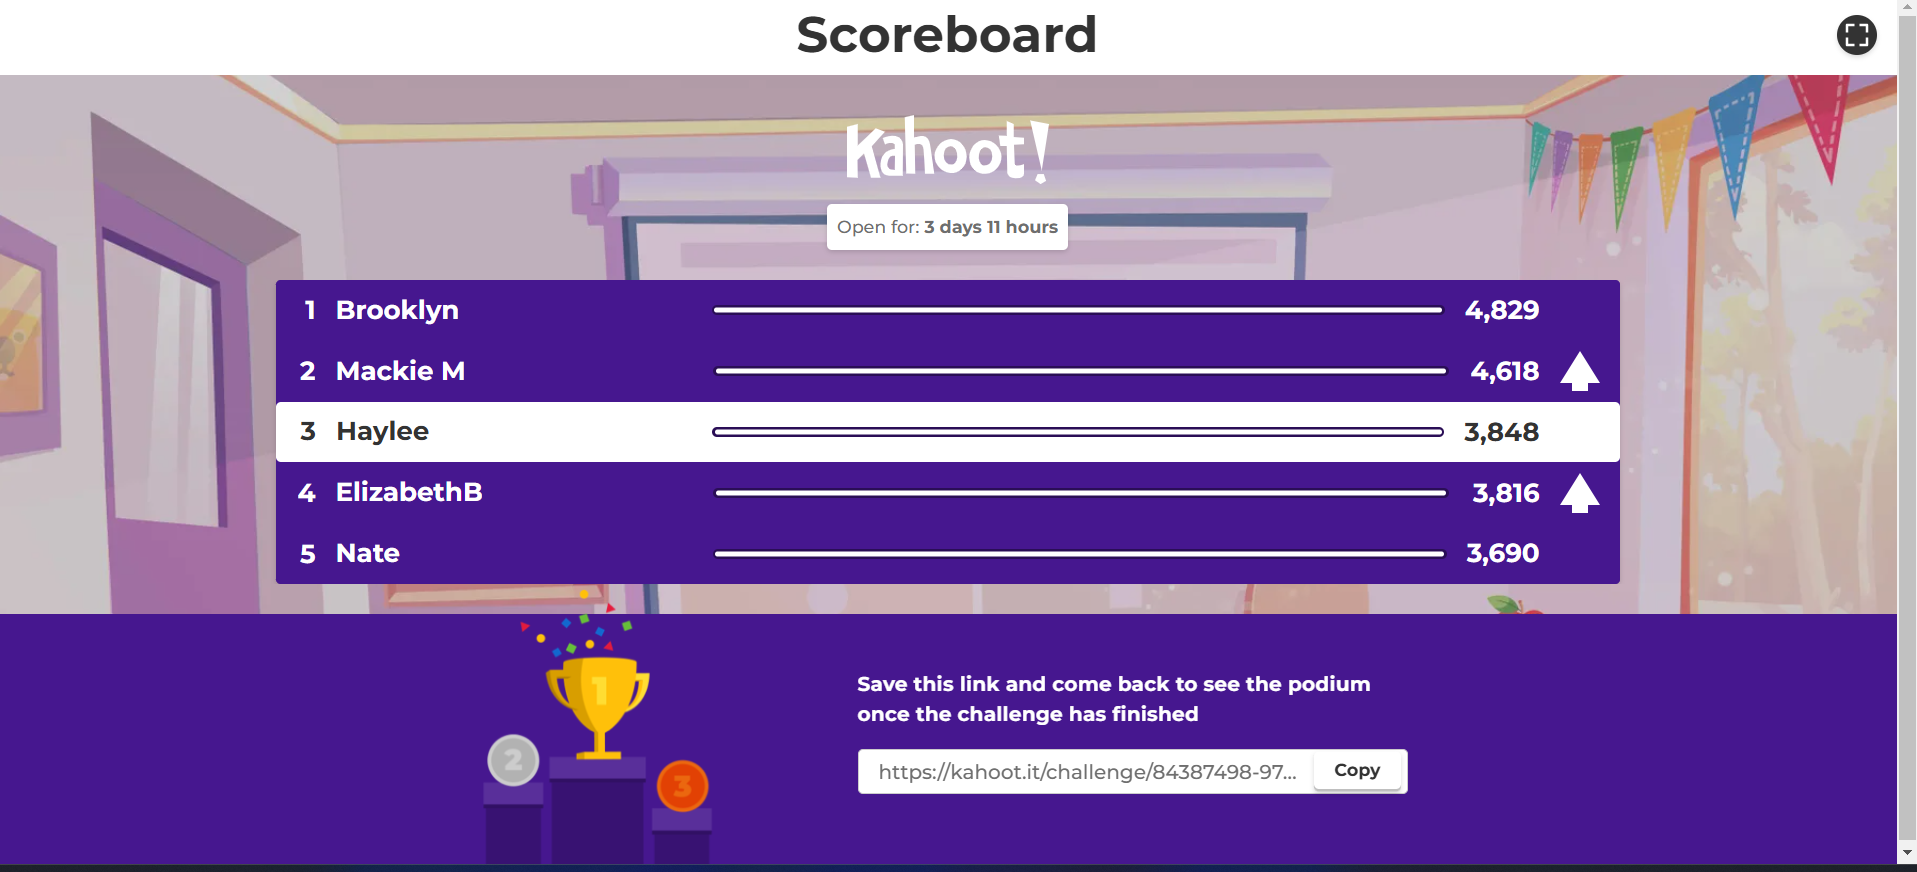 Scoreboard
Kahoot!
Open for: 3 days 11 hours
1 Brooklyn 4,829
2 Mackie M 4,618
3 Haylee 3,848
4 ElizabethB 3,816
5 Nate 3,690
1
2
3
Save this link and come back to see the podium
once the challenge has finished
https://kahoot.it/challenge/84387498-97... Copy